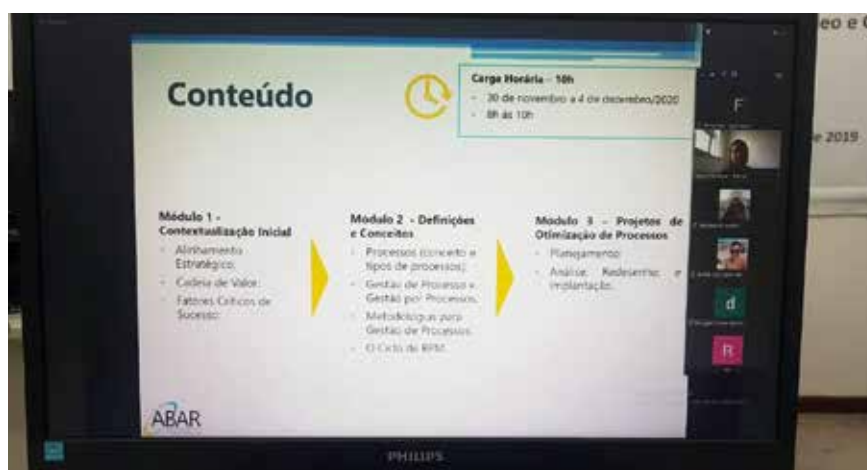 eo e
Conteúdo
Carga Horária – 10h
- 30 de novembro a 4 de dezembro/2020
- 8h às 10h
e 2019
Módulo 1 -
Contextualização Inicial
- Alinhamento
Estratégico;
- Cadeia de Valor;
- Fatores Críticos de
Sucesso;
Módulo 2 - Definições
e Conceitos
- Processos (conceito e
tipos de processos);
- Gestão de Processo e
Gestão por Processos;
- Metodologias para
Gestão de Processos;
- O Ciclo de BPM.
Módulo 3 - Projetos de
Otimização de Processos
- Planejamento;
- Análise, Redesenho e
implantação.
F
d
R
ABAR
PHILIPS